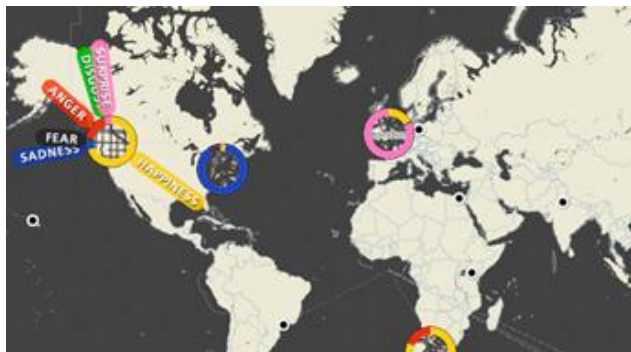 SURPRISE
DISGUST
ANGER
FEAR
SADNESS
HAPPINESS